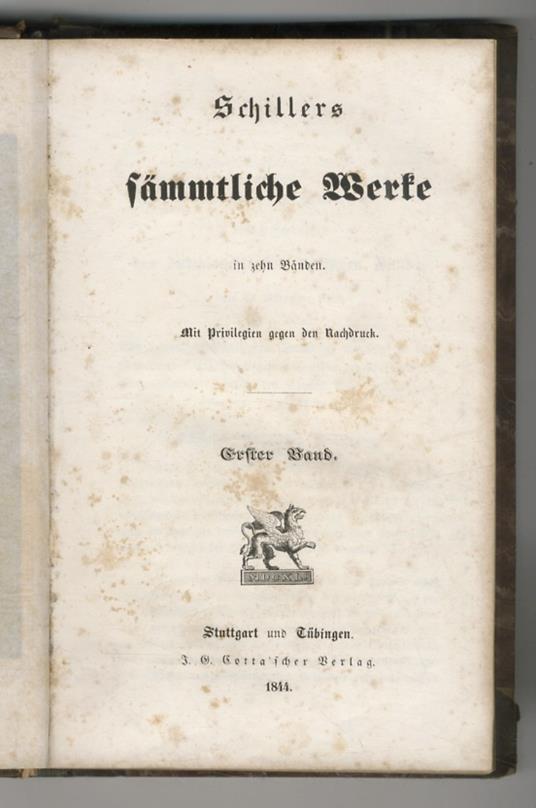 Schillers
sämmtliche Werke
in zehn Bänden.
Mit Privilegien gegen den Nachdruck.
Erster Band.
Stuttgart und Tübingen.
J. G. Cotta'scher Verlag.
1844.